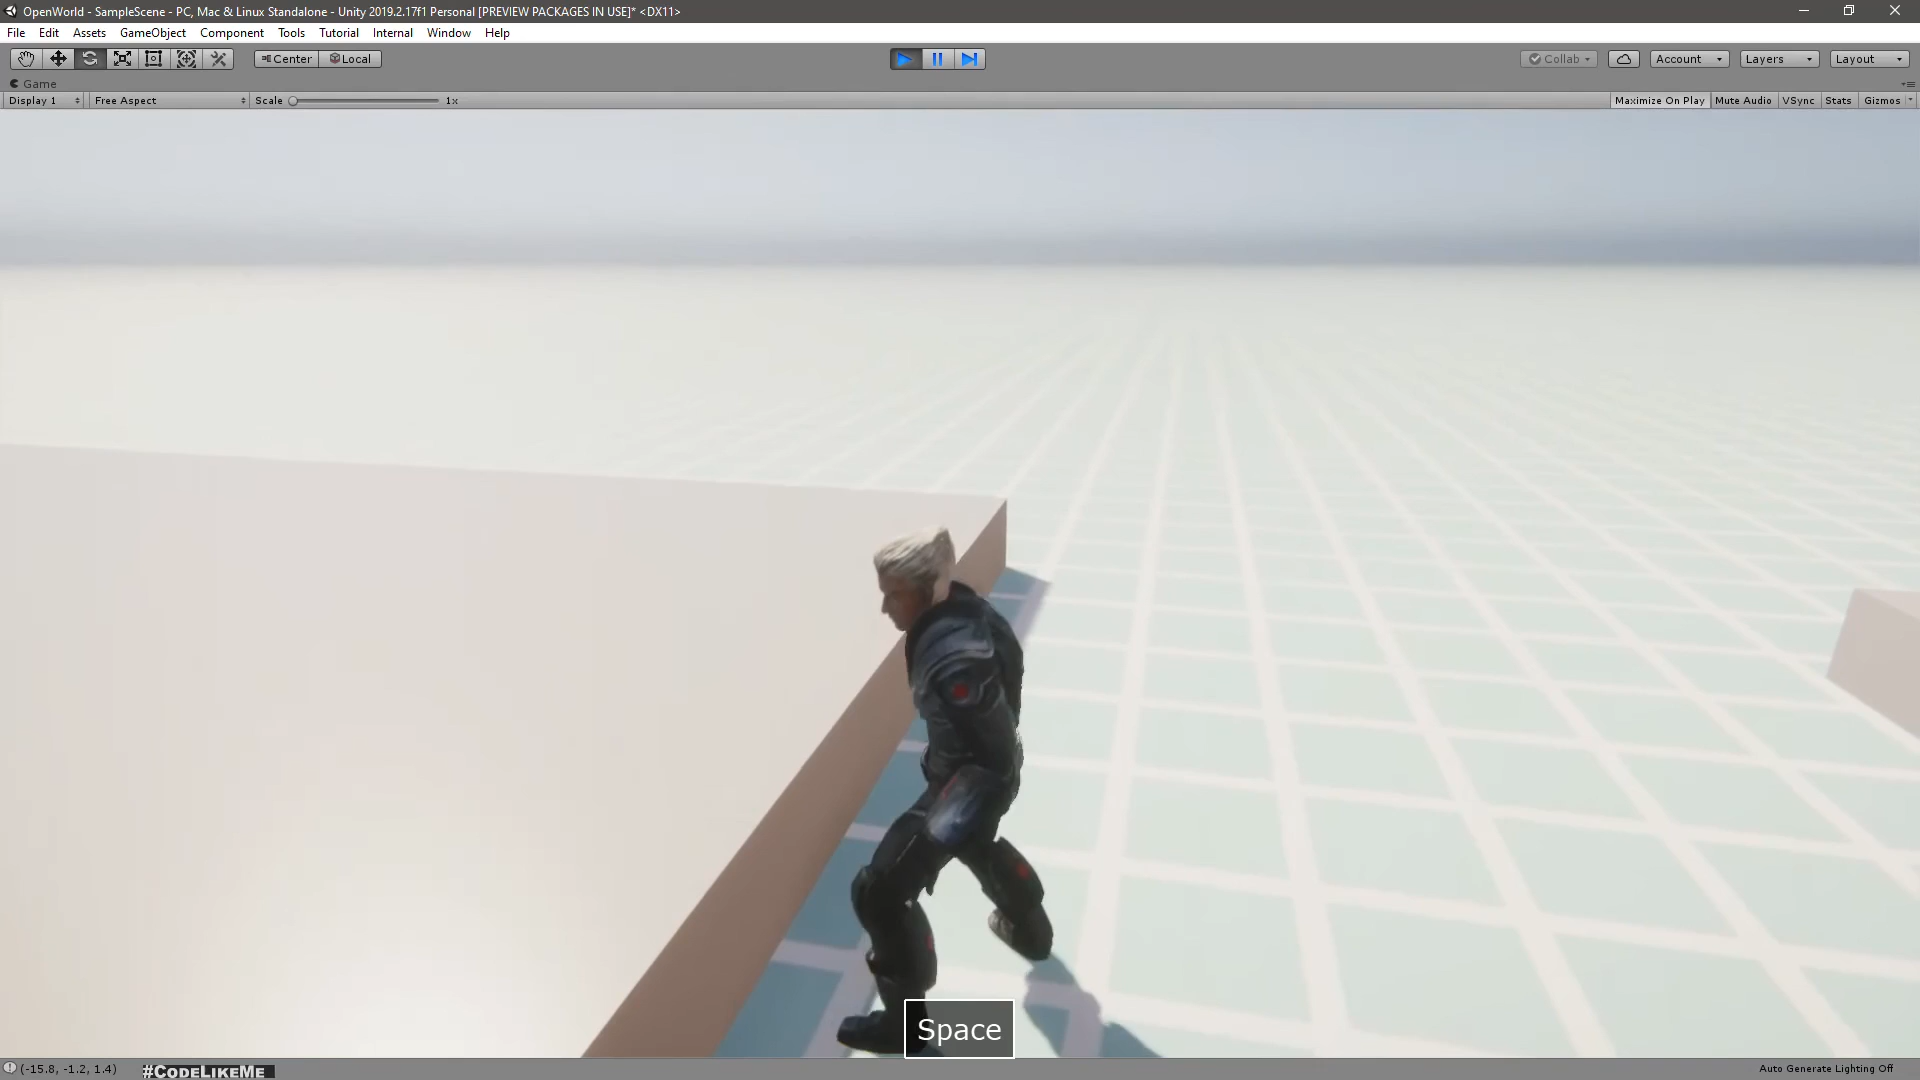 OpenWorld - SampleScene - PC, Mac & Linux Standalone - Unity 2019.2.17f1 Personal [PREVIEW PACKAGES IN USE]* <DX11>
File Edit Assets GameObject Component Tools Tutorial Internal Window Help
Center Local Collab Account Layers Layout
Game
Display 1 Free Aspect Scale 1x Maximize On Play Mute Audio VSync Stats Gizmos
Space
(-15.8, -1.2, 1.4) #CodeLikeMe Auto Generate Lighting Off